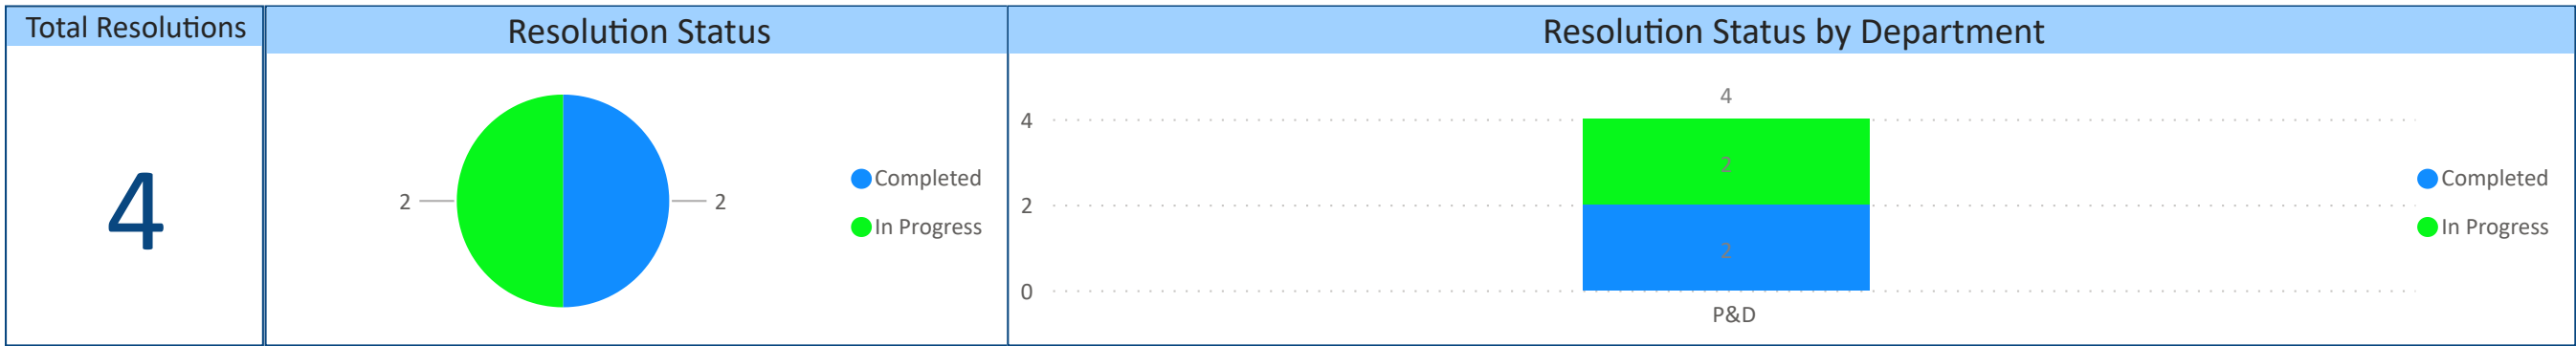 Total Resolutions
4
Resolution Status
2
2
Completed
In Progress
Resolution Status by Department
4
4
2
0
2
2
P&D
Completed
In Progress